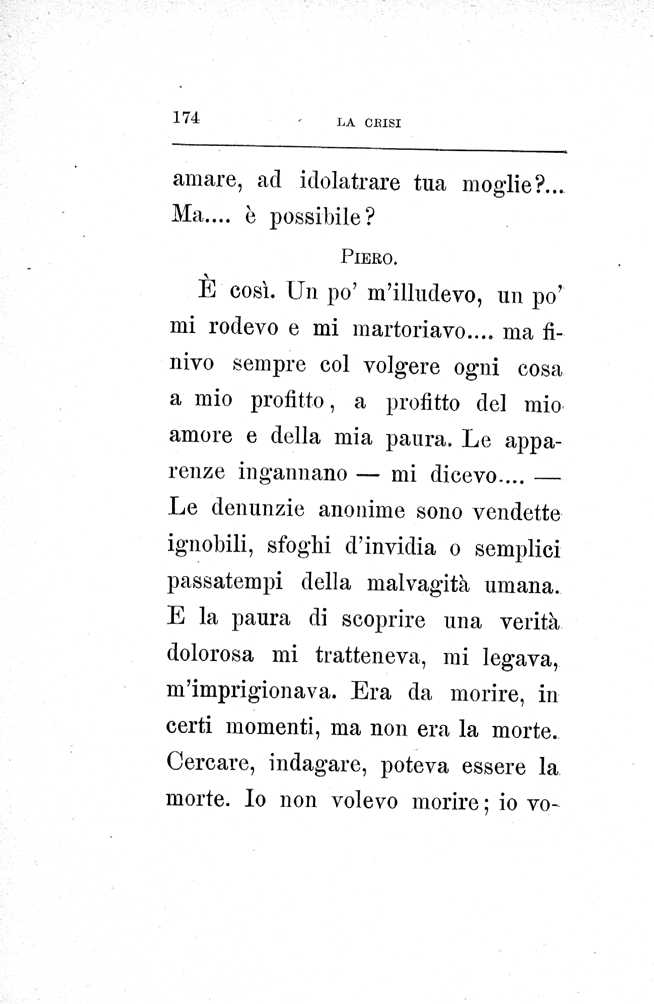 174 LA CRISI
amare, ad idolatrare tua moglie?...
Ma.... è possibile?
PIERO.
È così. Un po' m'illudevo, un po'
mi rodevo e mi martoriavo.... ma fi-
nivo sempre col volgere ogni cosa
a mio profitto, a profitto del mio
amore e della mia paura. Le appa-
renze ingannano — mi dicevo.... —
Le denunzie anonime sono vendette
ignobili, sfoghi d'invidia o semplici
passatempi della malvagità umana.
E la paura di scoprire una verità
dolorosa mi tratteneva, mi legava,
m'imprigionava. Era da morire, in
certi momenti, ma non era la morte.
Cercare, indagare, poteva essere la
morte. Io non volevo morire; io vo-